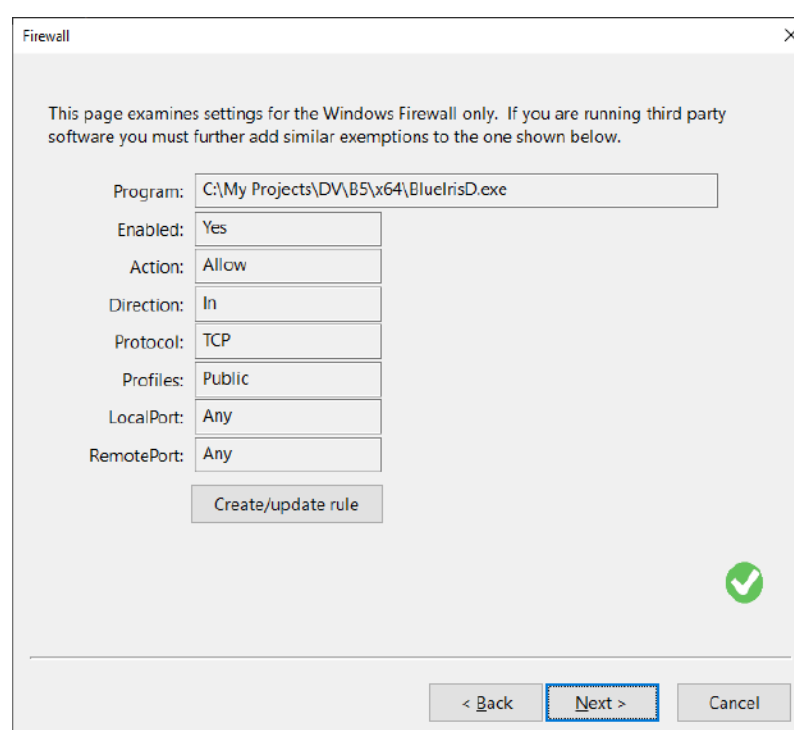 Firewall
This page examines settings for the Windows Firewall only. If you are running third party
software you must further add similar exemptions to the one shown below.
Program: C:\My Projects\DV\B5\x64\BlueIrisD.exe
Enabled: Yes
Action: Allow
Direction: In
Protocol: TCP
Profiles: Public
LocalPort: Any
RemotePort: Any
Create/update rule
< Back Next > Cancel